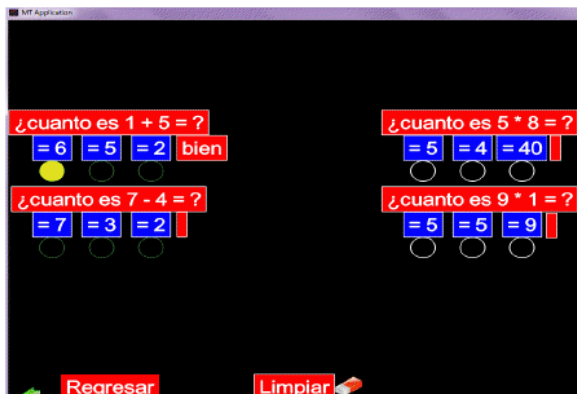 MT Application
¿cuanto es 1 + 5 = ?
= 6 = 5 = 2 bien
¿cuanto es 7 - 4 = ?
= 7 = 3 = 2
¿cuanto es 5 * 8 = ?
= 5 = 4 = 40
¿cuanto es 9 * 1 = ?
= 5 = 5 = 9
Regresar
Limpiar